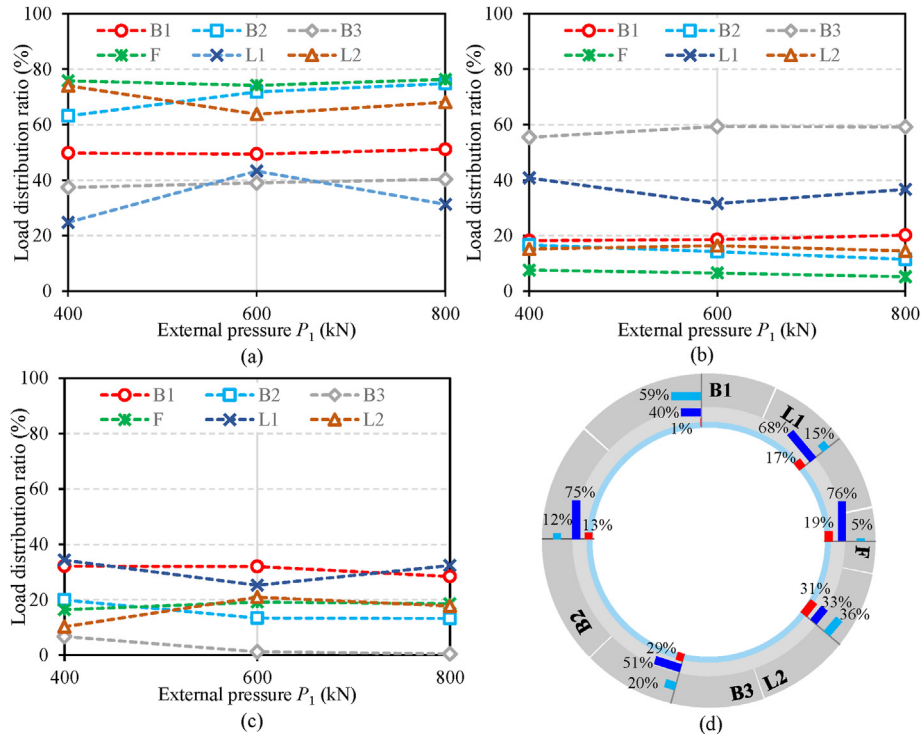 (a)
Load distribution ratio (%)
100
80
60
40
20
0
B1 B2 B3
F L1 L2
400 600 800
External pressure P1 (kN)
(b)
Load distribution ratio (%)
100
80
60
40
20
0
B1 B2 B3
F L1 L2
400 600 800
External pressure P1 (kN)
(c)
Load distribution ratio (%)
100
80
60
40
20
0
B1 B2 B3
F L1 L2
400 600 800
External pressure P1 (kN)
B1
59%
40%
1%
L1
68%
15%
17%
76%
19%
5%
F
31%
33%
36%
L2
B3
29%
51%
20%
B2
75%
12%
13%
(d)